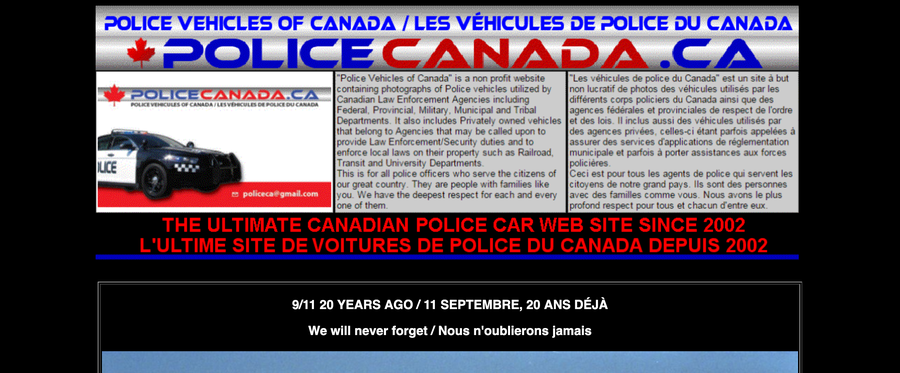 POLICE VEHICLES OF CANADA / LES VÉHICULES DE POLICE DU CANADA
POLICECANADA.CA
POLICECANADA.CA
POLICE VEHICULES OF CANADA / LES VÉHICULES DE POLICE DU CANADA
POLICE
policeca@gmail.com
"Police Vehicles of Canada" is a non profit website
containing photographs of Police vehicles utilized by
Canadian Law Enforcement Agencies including
Federal, Provincial, Military, Municipal and Tribal
Departments. It also includes Privately owned vehicles
that belong to Agencies that may be called upon to
provide Law Enforcement/Security duties and to
enforce local laws on their property such as Railroad,
Transit and University Departments.
This is for all police officers who serve the citizens of
our great country. They are people with families like
you. We have the deepest respect for each and every
one of them.
"Les véhicules de police du Canada" est un site à but
non lucratif de photos des véhicules utilisés par les
différents corps policiers du Canada ainsi que des
agences fédérales et provinciales de respect de l'ordre
et des lois. Il inclus aussi des véhicules utilisés par
des agences privées, celles-ci étant parfois appelées à
assurer des services d'applications de réglementation
municipale et parfois à porter assistances aux forces
policières.
Ceci est pour tous les agents de police qui servent les
citoyens de notre grand pays. Ils sont des personnes
avec des familles comme vous. Nous avons le plus
profond respect pour tous et chacun d'entre eux.
THE ULTIMATE CANADIAN POLICE CAR WEB SITE SINCE 2002
L'ULTIME SITE DE VOITURES DE POLICE DU CANADA DEPUIS 2002
9/11 20 YEARS AGO / 11 SEPTEMBRE, 20 ANS DÉJÀ
We will never forget / Nous n'oublierons jamais